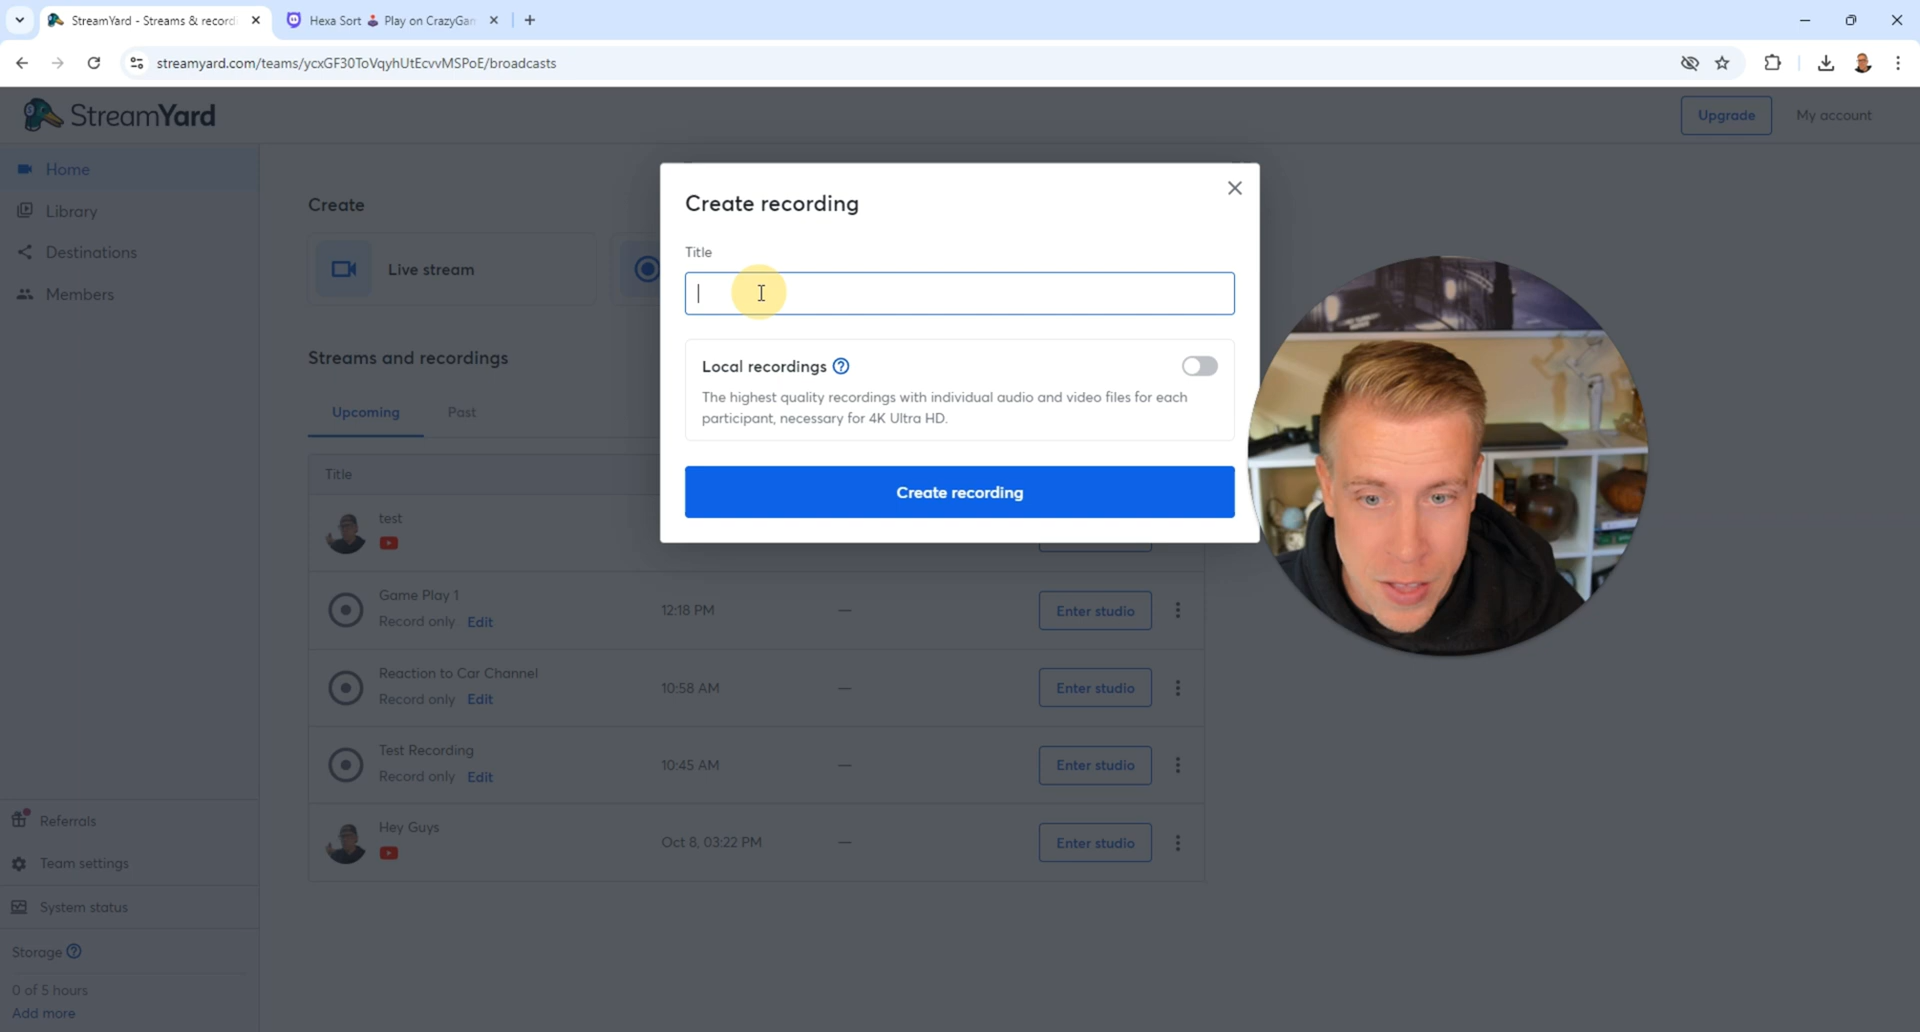 StreamYard - Streams & record
Hexa Sort Play on CrazyGam
streamyard.com/teams/ycxGF30ToVqyhUtEcvvMSPoE/broadcasts
StreamYard
Upgrade
My account
Home
Library
Destinations
Members
Create
Live stream
Create recording
Title
Local recordings
The highest quality recordings with individual audio and video files for each
participant, necessary for 4K Ultra HD.
Create recording
Streams and recordings
Upcoming Past
Title
test
Game Play 1
Record only Edit
12:18 PM — Enter studio
Reaction to Car Channel
Record only Edit
10:58 AM — Enter studio
Test Recording
Record only Edit
10:45 AM — Enter studio
Hey Guys
Oct 8, 03:22 PM — Enter studio
Referrals
Team settings
System status
Storage
0 of 5 hours
Add more